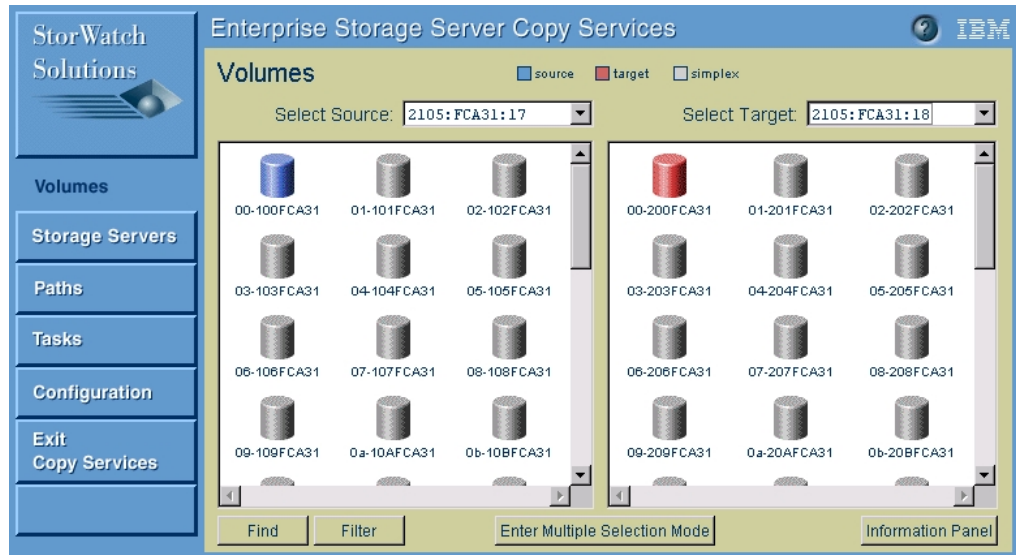 StorWatch
Solutions
Enterprise Storage Server Copy Services
? IBM
Volumes
source target simplex
Select Source: 2105:FCA31:17
Select Target: 2105:FCA31:18
Volumes
Storage Servers
Paths
Tasks
Configuration
Exit
Copy Services
00-100FCA31 01-101FCA31 02-102FCA31
03-103FCA31 04-104FCA31 05-105FCA31
06-106FCA31 07-107FCA31 08-108FCA31
09-109FCA31 0a-10AFCA31 0b-10BFCA31
00-200FCA31 01-201FCA31 02-202FCA31
03-203FCA31 04-204FCA31 05-205FCA31
06-206FCA31 07-207FCA31 08-208FCA31
09-209FCA31 0a-20AFCA31 0b-20BFCA31
Find Filter Enter Multiple Selection Mode Information Panel